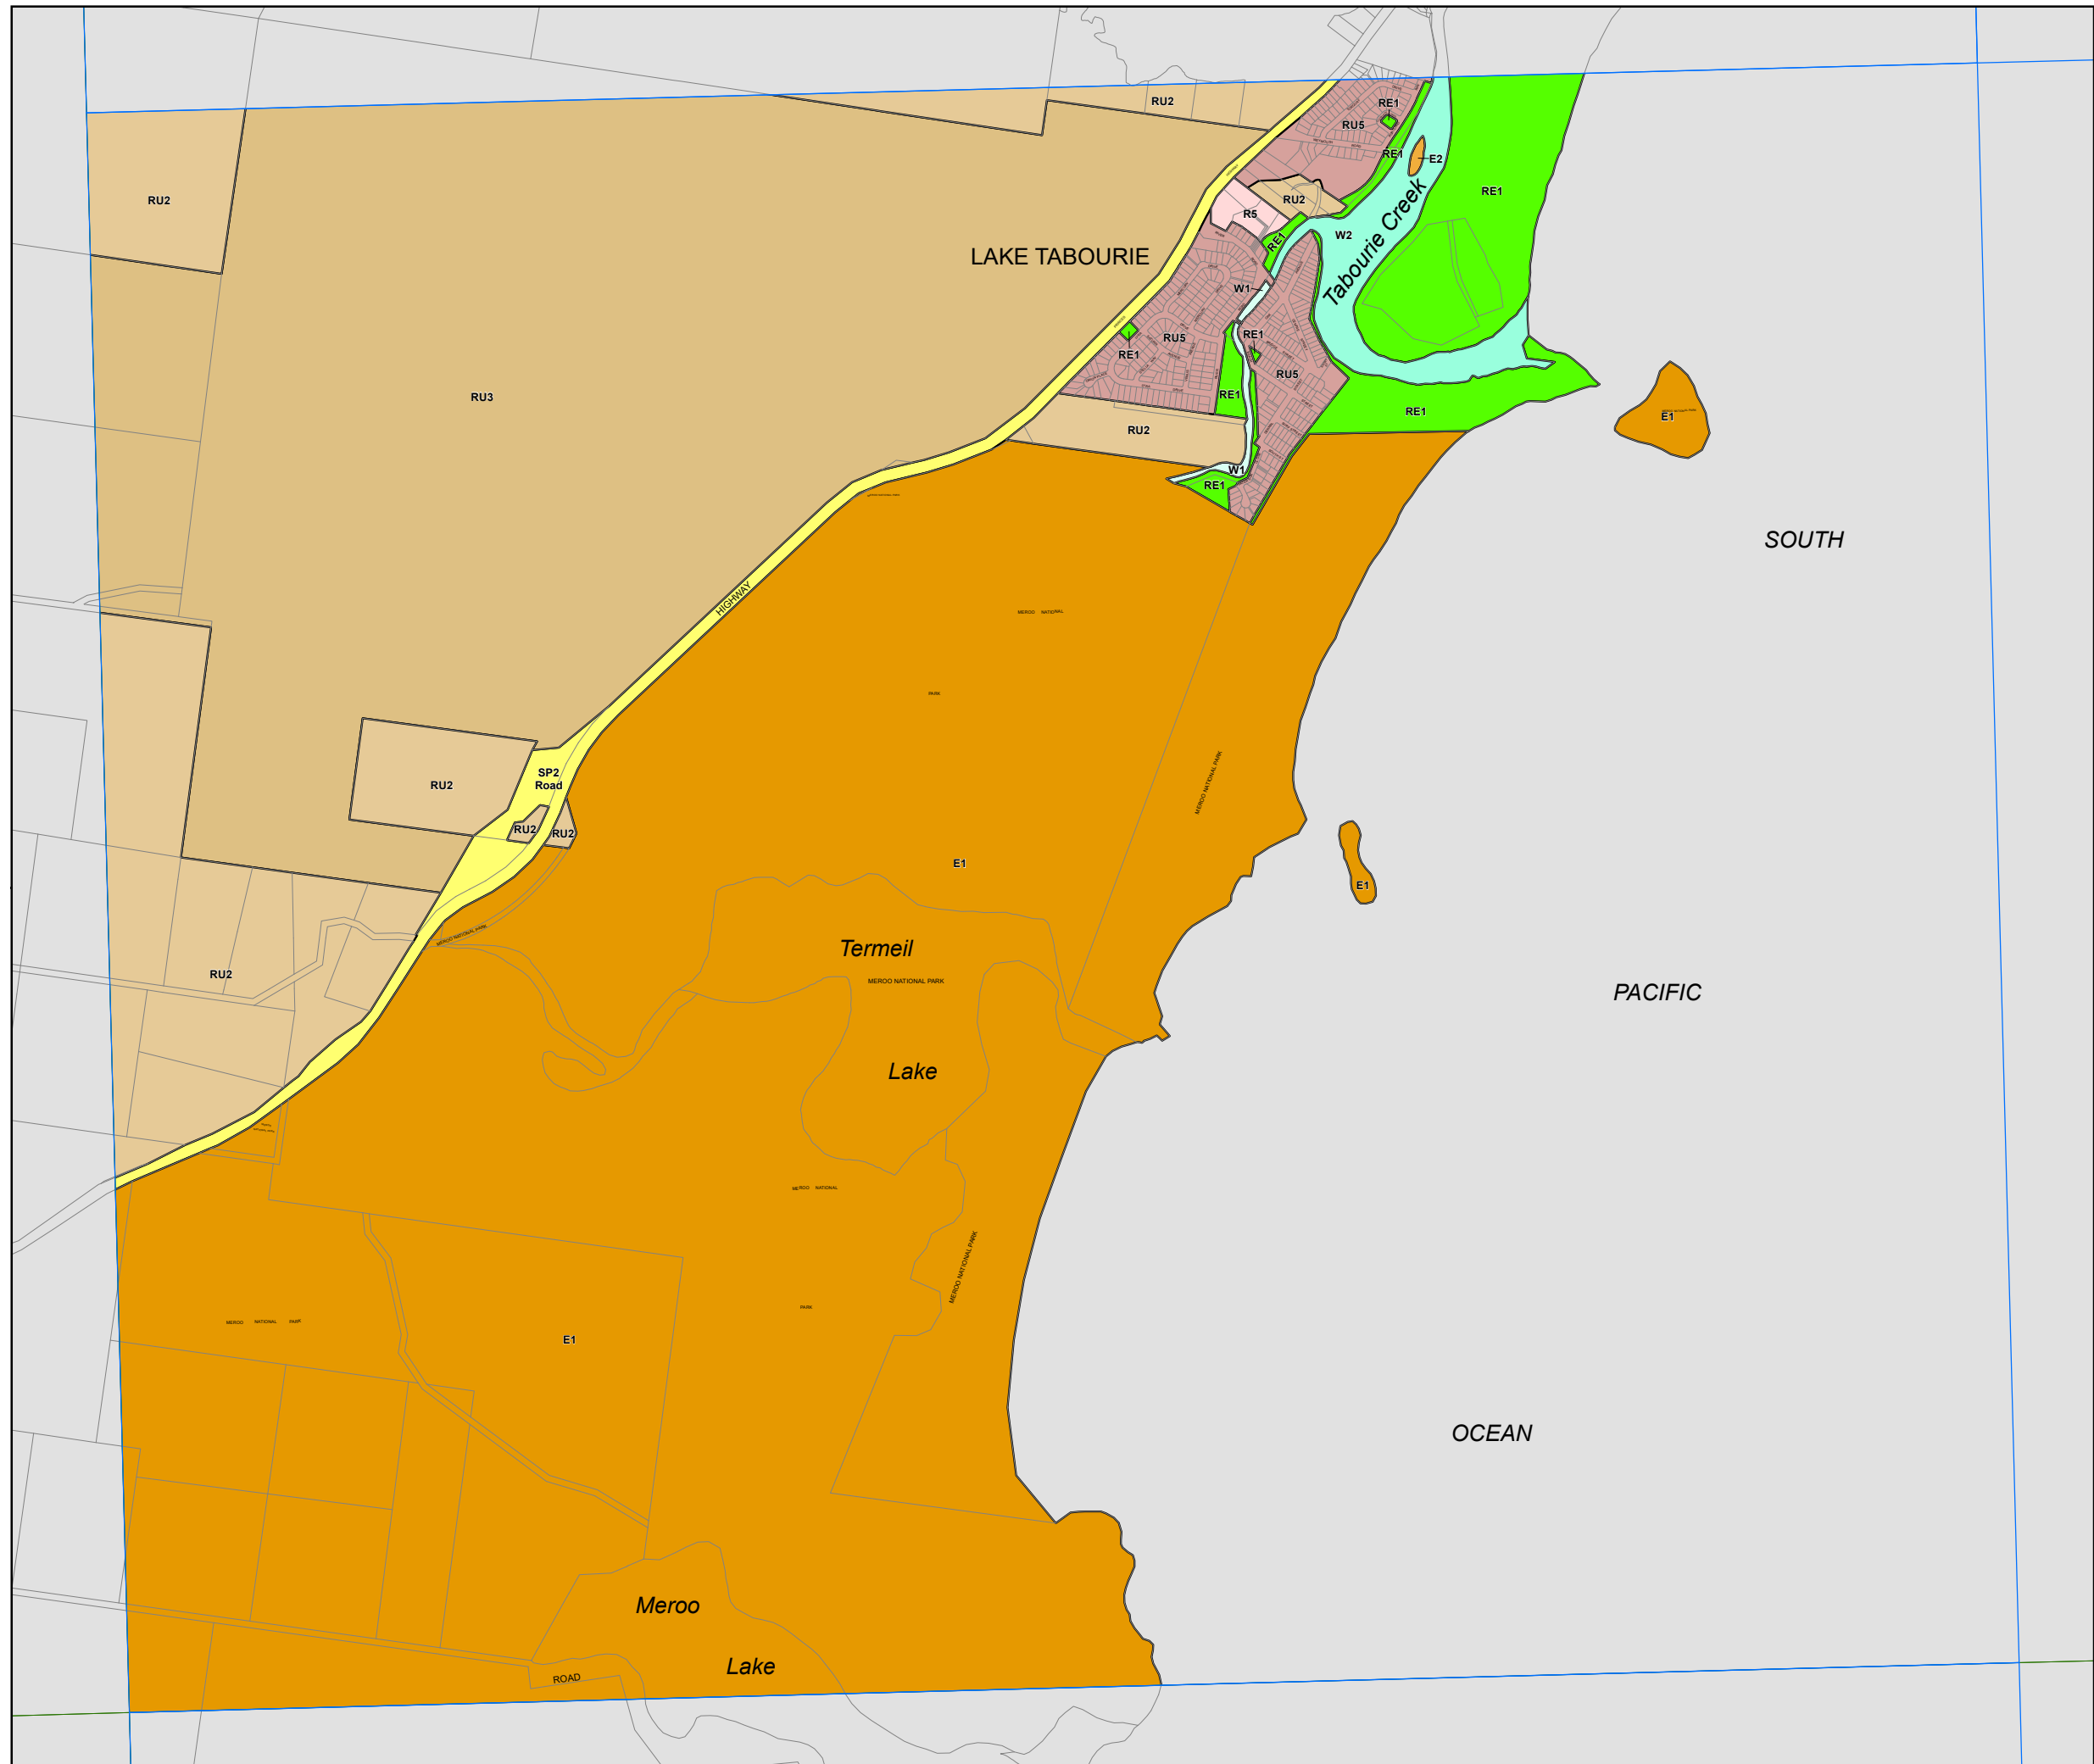 RU2
RE1
RU5
RE1
E2
RE1
RU2
RU2
R5
W2
Tabourie Creek
RE1
LAKE TABOURIE
W1
RE1
RU5
RE1
RU5
RU3
RE1
RE1
E1
RU2
W1
RE1
SOUTH
HIGHWAY
MEROO NATIONAL
PARK
MEROO NATIONAL PARK
SP2
Road
RU2
RU2
RU2
E1
E1
MEROO NATIONAL PARK
Termeil
RU2
MEROO NATIONAL PARK
PACIFIC
Lake
MEROO NATIONAL
MEROO NATIONAL PARK
PARK
MEROO NATIONAL PARK
E1
OCEAN
Meroo
Lake
ROAD